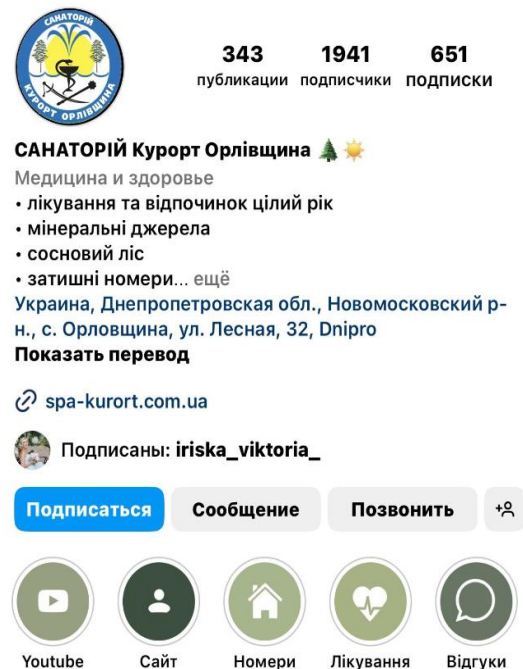 САНАТОРІЙ
КУРОРТ ОРЛІВЩИНА
343 1941 651
публикации подписчики подписки
САНАТОРІЙ Курорт Орлівщина
Медицина и здоровье
• лікування та відпочинок цілий рік
• мінеральні джерела
• сосновий ліс
• затишні номери... ещё
Украина, Днепропетровская обл., Новомосковский р-
н., с. Орловщина, ул. Лесная, 32, Dnipro
Показать перевод
spa-kurort.com.ua
Подписаны: iriska_viktoria_
Подписаться Сообщение Позвонить
Youtube Сайт Номери Лікування Відгуки